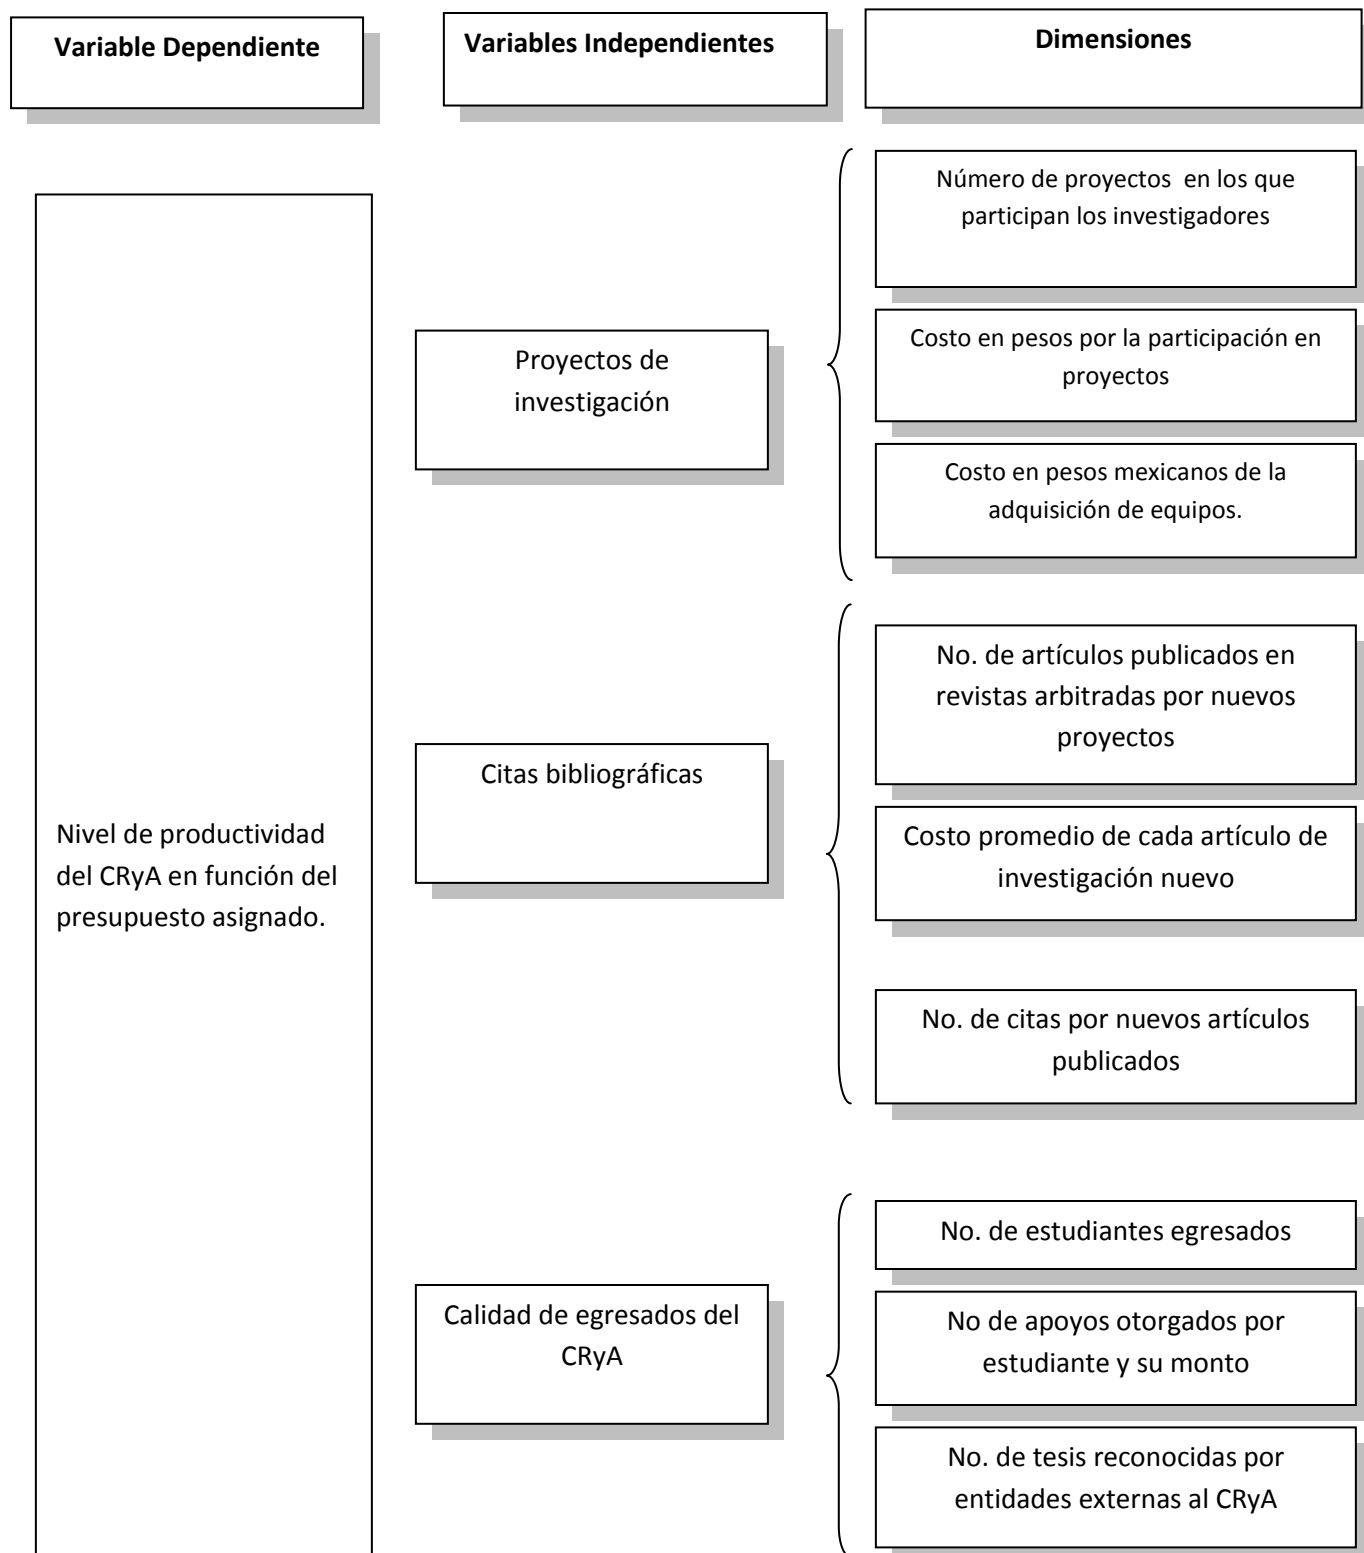 Variable Dependiente
Variables Independientes
Dimensiones
Nivel de productividad
del CRyA en función del
presupuesto asignado.
Proyectos de
investigación
Número de proyectos  en los que
participan los investigadores
Costo en pesos por la participación en
proyectos
Costo en pesos mexicanos de la
adquisición de equipos.
Citas bibliográficas
No. de artículos publicados en
revistas arbitradas por nuevos
proyectos
Costo promedio de cada artículo de
investigación nuevo
No. de citas por nuevos artículos
publicados
Calidad de egresados del
CRyA
No. de estudiantes egresados
No de apoyos otorgados por
estudiante y su monto
No. de tesis reconocidas por
entidades externas al CRyA